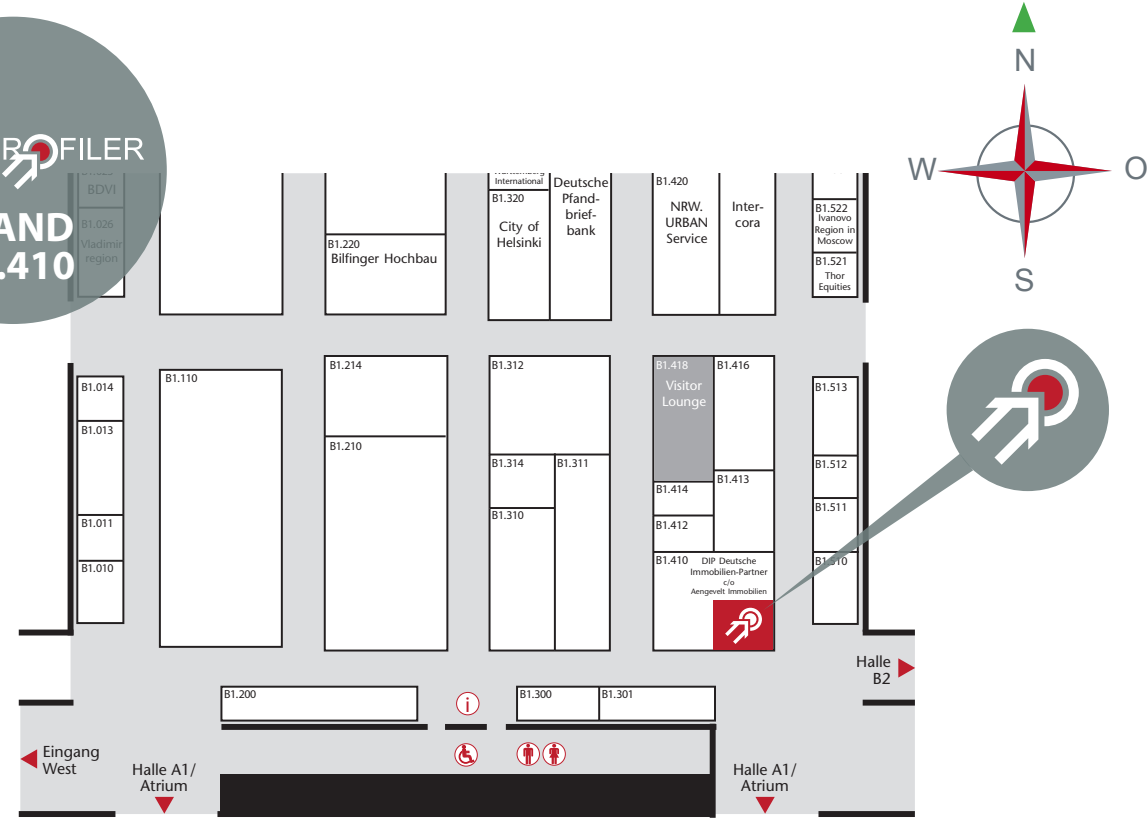 N
W
O
S
FILER
AND
.410
BDVI
B1.026
Vladimir
region
B1.220
Bilfinger Hochbau
International
B1.320
City of
Helsinki
Deutsche
Pfand-
brief-
bank
B1.420
NRW.
URBAN
Service
Inter-
cora
B1.522
Ivanovo
Region in
Moscow
B1.521
Thor
Equities
B1.014
B1.013
B1.011
B1.010
B1.110
B1.214
B1.210
B1.312
B1.314
B1.311
B1.310
B1.418
Visitor
Lounge
B1.416
B1.414
B1.413
B1.412
B1.410
DIP Deutsche
Immobilien-Partner
c/o
Aengevelt Immobilien
B1.513
B1.512
B1.511
B1.510
Halle
B2
B1.200
i
B1.300
B1.301
Eingang
West
Halle A1/
Atrium
Halle A1/
Atrium